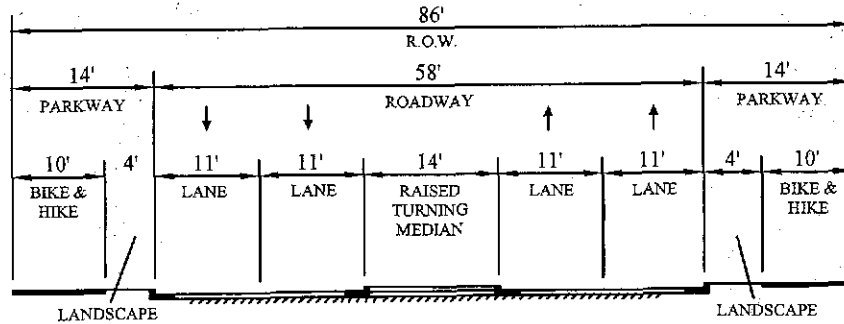 86'
R.O.W.
14' 58' 14'
PARKWAY ROADWAY PARKWAY
10' 4' 11' 11' 14' 11' 11' 4' 10'
BIKE & HIKE LANE LANE RAISED TURNING MEDIAN LANE LANE BIKE & HIKE
LANDSCAPE LANDSCAPE